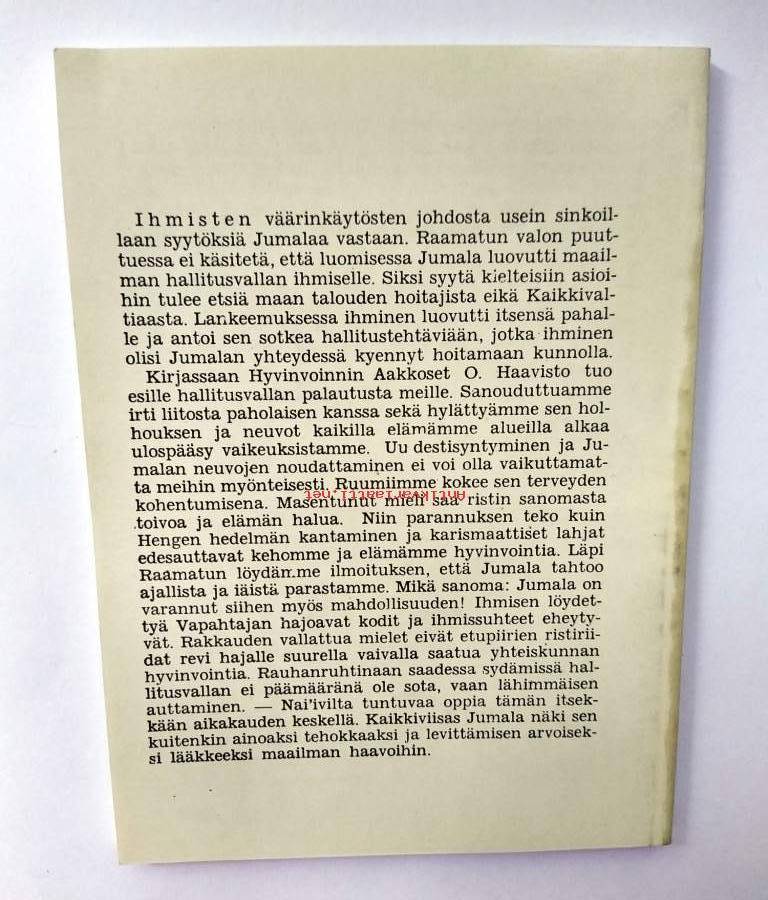 Ihmisten väärinkäytösten johdosta usein sinkoil-
laan syytöksiä Jumalaa vastaan. Raamatun valon puut-
tuessa ei käsitetä, että luomisessa Jumala luovutti maail-
man hallitusvallan ihmiselle. Siksi syytä kielteisiin asioi-
hin tulee etsiä maan talouden hoitajista eikä Kaikkival-
tiaasta. Lankeemuksessa ihminen luovutti itsensä pahal-
le ja antoi sen sotkea hallitustehtäviään, jotka ihminen
olisi Jumalan yhteydessä kyennyt hoitamaan kunnolla.
Kirjassaan Hyvinvoinnin Aakkoset O. Haavisto tuo
esille hallitusvallan palautusta meille. Sanouduttuamme
irti liitosta paholaisen kanssa sekä hylättyämme sen hol-
houksen ja neuvot kaikilla elämämme alueilla alkaa
ulospääsy vaikeuksistamme. Uu destisyntyminen ja Ju-
malan neuvojen noudattaminen ei voi olla vaikuttamat-
ta meihin myönteisesti. Ruumiimme kokee sen terveyden
kohentumisena. Masentunut mieli saa ristin sanomasta
toivoa ja elämän halua. Niin parannuksen teko kuin
Hengen hedelmän kantaminen ja karismaattiset lahjat
edesauttavat kehomme ja elämämme hyvinvointia. Läpi
Raamatun löydämme ilmoituksen, että Jumala tahtoo
ajallista ja iäistä parastamme. Mikä sanoma: Jumala on
varannut siihen myös mahdollisuuden! Ihmisen löydet-
tyä Vapahtajan hajoavat kodit ja ihmissuhteet eheyty-
vät. Rakkauden vallattua mielet eivät etupiirien ristirii-
dat revi hajalle suurella vaivalla saatua yhteiskunnan
hyvinvointia. Rauhanruhtinaan saadessa sydämissä hal-
litusvallan ei päämääränä ole sota, vaan lähimmäisen
auttaminen. — Nai'ivilta tuntuvaa oppia tämän itsek-
kään aikakauden keskellä. Kaikkiviisas Jumala näki sen
kuitenkin ainoaksi tehokkaaksi ja levittämisen arvoisek-
si lääkkeeksi maailman haavoihin.
Antikvariaatti.net